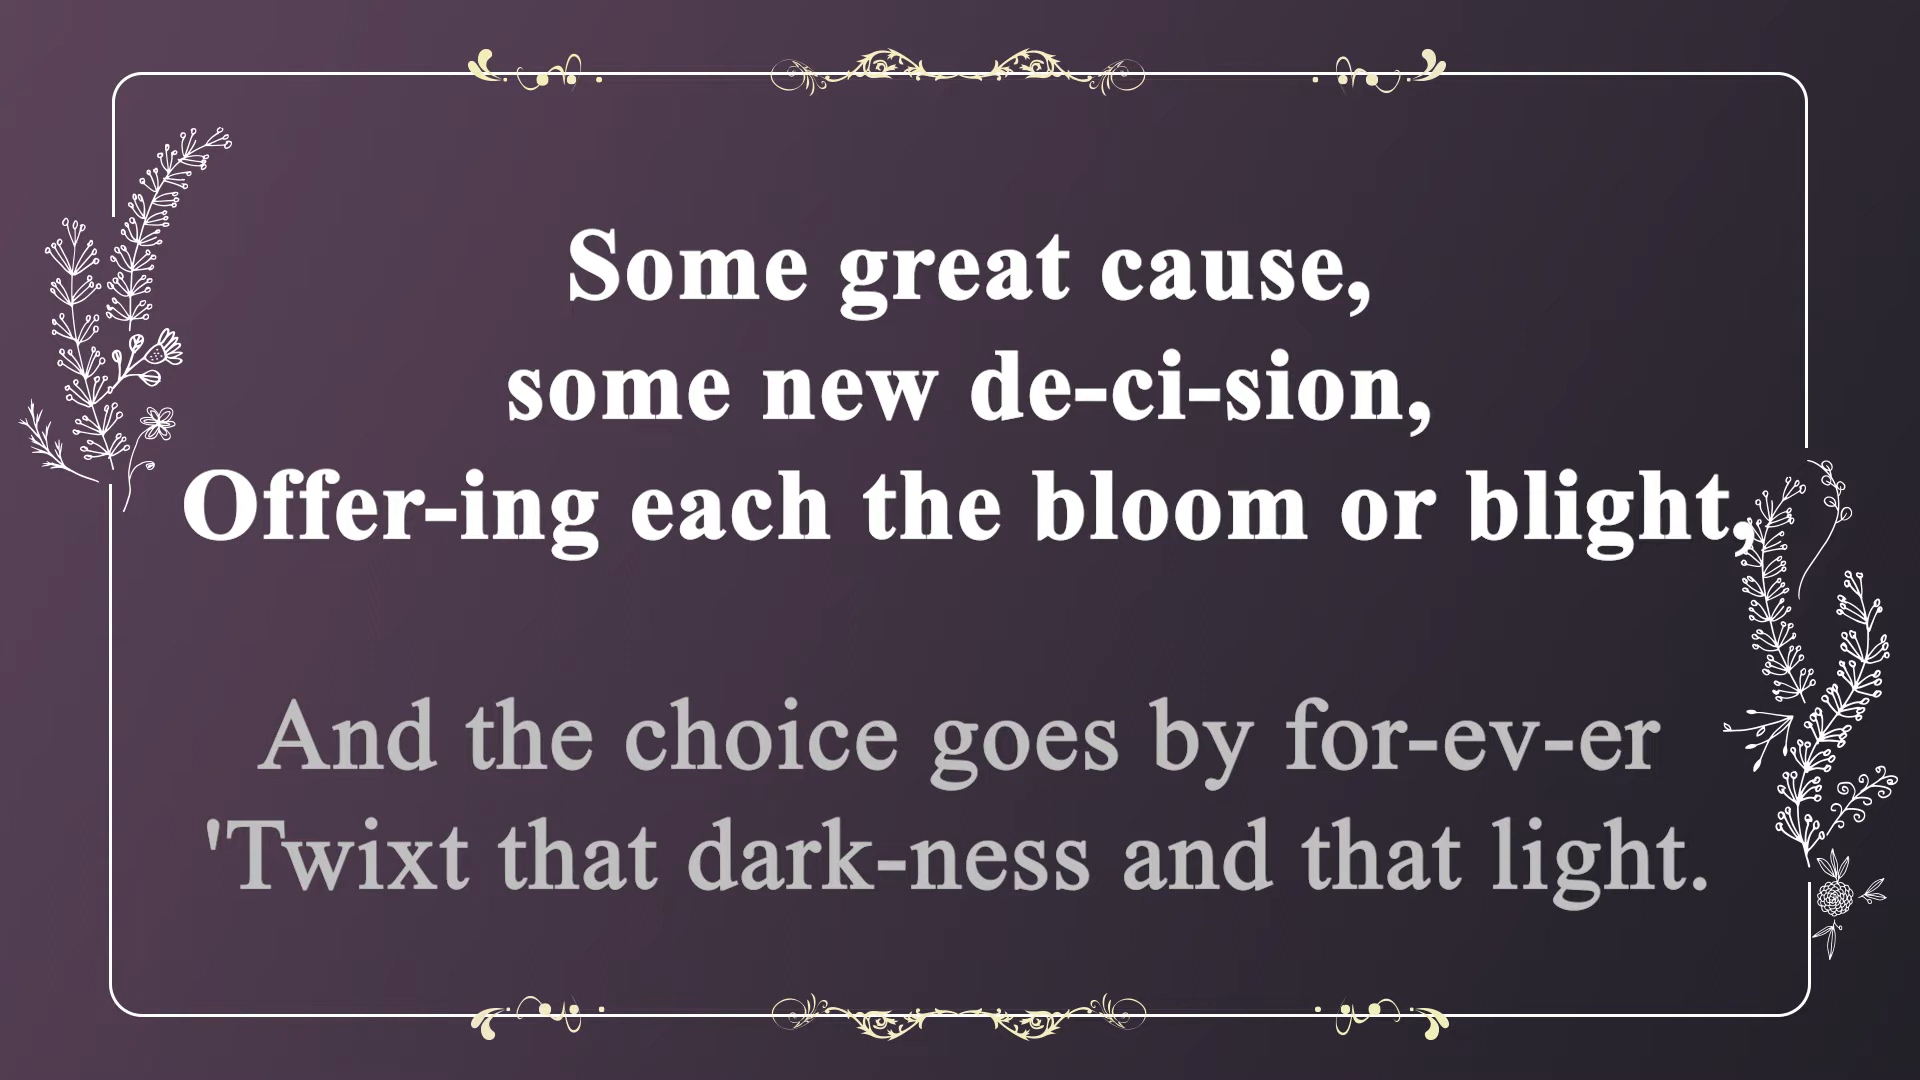 Some great cause,
some new de-ci-sion,
Offer-ing each the bloom or blight,
And the choice goes by for-ev-er
'Twixt that dark-ness and that light.